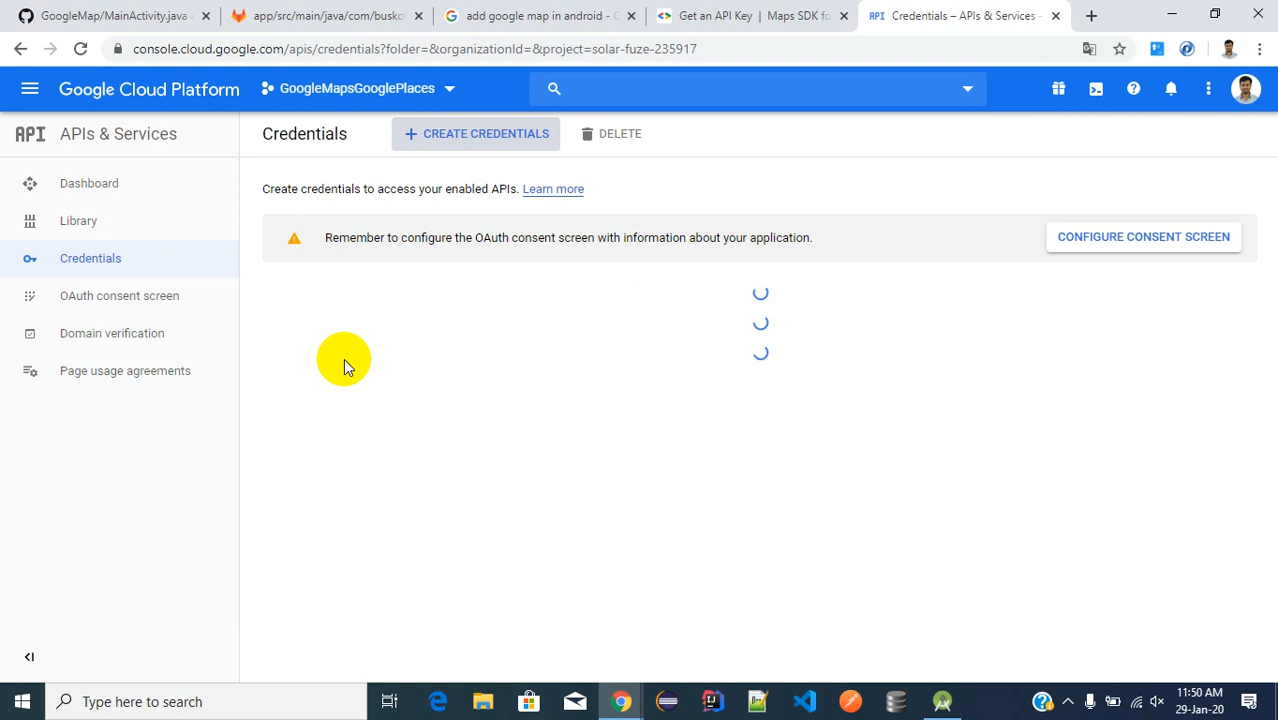 GoogleMap/MainActivity.java a
app/src/main/java/com/busko
add google map in android - G
Get an API Key | Maps SDK fo
API Credentials – APIs & Services –
console.cloud.google.com/apis/credentials?folder=&organizationId=&project=solar-fuze-235917
Google Cloud Platform
GoogleMapsGooglePlaces
API APIs & Services
Credentials
+ CREATE CREDENTIALS
DELETE
Dashboard
Library
Credentials
OAuth consent screen
Domain verification
Page usage agreements
Create credentials to access your enabled APIs. Learn more
Remember to configure the OAuth consent screen with information about your application.
CONFIGURE CONSENT SCREEN
Type here to search
11:50 AM
29-Jan-20